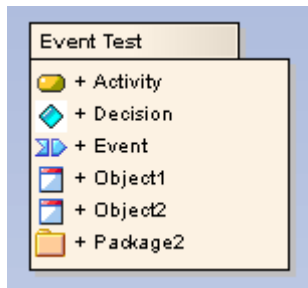 Event Test
+ Activity
+ Decision
+ Event
+ Object1
+ Object2
+ Package2